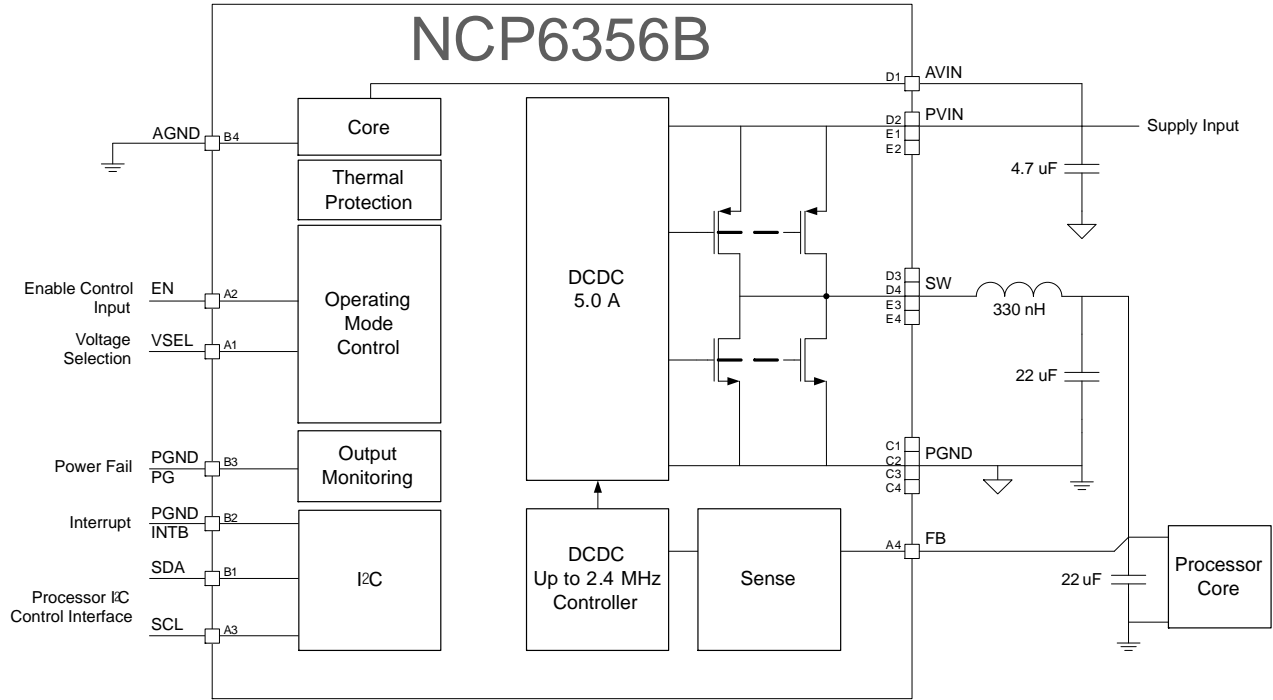 NCP6356B
D1 AVIN
Core
D2 PVIN
AGND B4
E1
E2
Supply Input
Thermal
Protection
4.7 uF
Enable Control
Input
EN A2
Operating
Mode
Control
DCDC
5.0 A
D3 SW
D4
E3
E4
330 nH
Voltage
Selection
VSEL A1
22 uF
Power Fail
PGND B3
PG
Output
Monitoring
C1
C2 PGND
C3
C4
Interrupt
PGND B2
INTB
I2C
DCDC
Up to 2.4 MHz
Controller
Sense
A4 FB
22 uF
Processor
Core
SDA B1
Processor I2C
Control Interface
SCL A3